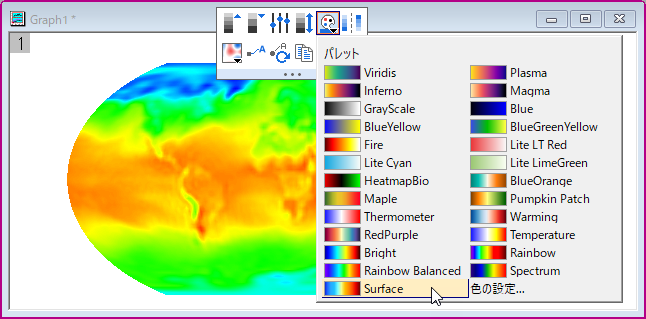 Graph1 *
1
パレット
Viridis Plasma
Inferno Magma
GrayScale Blue
BlueYellow BlueGreenYellow
Fire Lite LT Red
Lite Cyan Lite LimeGreen
HeatmapBio BlueOrange
Maple Pumpkin Patch
Thermometer Warming
RedPurple Temperature
Bright Rainbow
Rainbow Balanced Spectrum
Surface 色の設定...